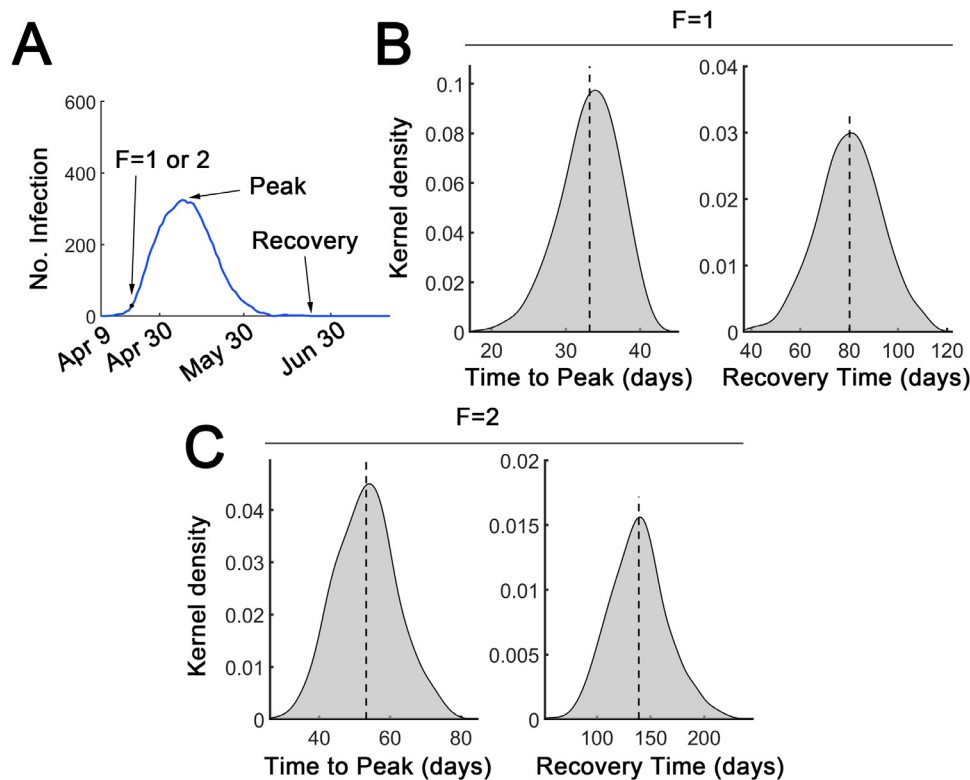 A
600
400
200
0
No. Infection
F=1 or 2
Peak
Recovery
Apr 9
Apr 30
May 30
Jun 30
B
F=1
0.1
0.08
0.06
0.04
0.02
0
Kernel density
20
30
40
Time to Peak (days)
0.04
0.03
0.02
0.01
0
40
60
80
100
120
Recovery Time (days)
C
F=2
0.04
0.03
0.02
0.01
0
Kernel density
40
60
80
Time to Peak (days)
0.02
0.015
0.01
0.005
0
100
150
200
Recovery Time (days)